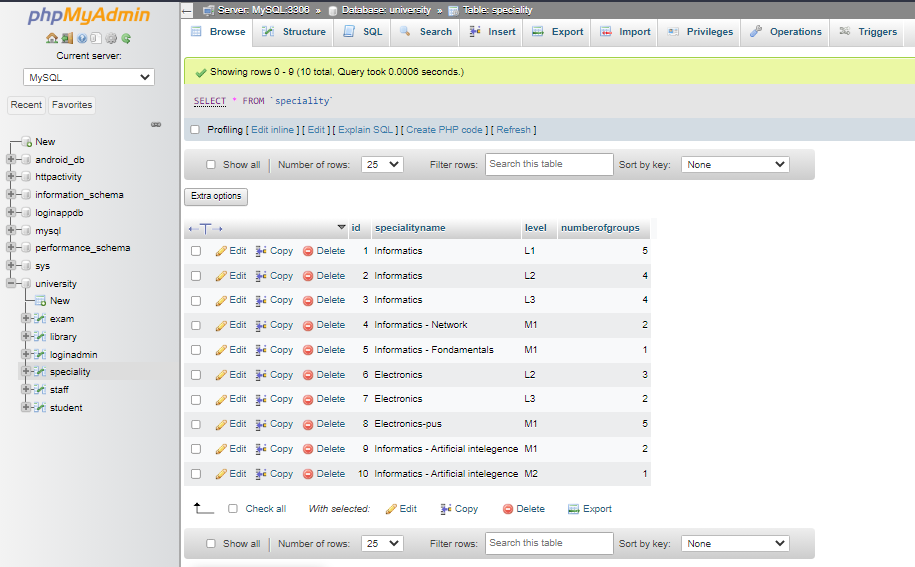 phpMyAdmin
Current server:
MySQL
Recent Favorites
New
android_db
httpactivity
information_schema
loginappdb
mysql
performance_schema
sys
university
New
exam
library
loginadmin
speciality
staff
student
Server: MySQL:3306 » Database: university » Table: speciality
Browse Structure SQL Search Insert Export Import Privileges Operations Triggers
Showing rows 0 - 9 (10 total, Query took 0.0006 seconds.)
SELECT * FROM `speciality`
Profiling [ Edit inline ] [ Edit ] [ Explain SQL ] [ Create PHP code ] [ Refresh ]
Show all Number of rows: 25 Filter rows: Search this table Sort by key: None
Extra options
id specialityname level numberofgroups
Edit Copy Delete 1 Informatics L1 5
Edit Copy Delete 2 Informatics L2 4
Edit Copy Delete 3 Informatics L3 4
Edit Copy Delete 4 Informatics - Network M1 2
Edit Copy Delete 5 Informatics - Fondamentals M1 1
Edit Copy Delete 6 Electronics L2 3
Edit Copy Delete 7 Electronics L3 2
Edit Copy Delete 8 Electronics-pus M1 5
Edit Copy Delete 9 Informatics - Artificial intelegence M1 2
Edit Copy Delete 10 Informatics - Artificial intelegence M2 1
Check all With selected: Edit Copy Delete Export
Show all Number of rows: 25 Filter rows: Search this table Sort by key: None